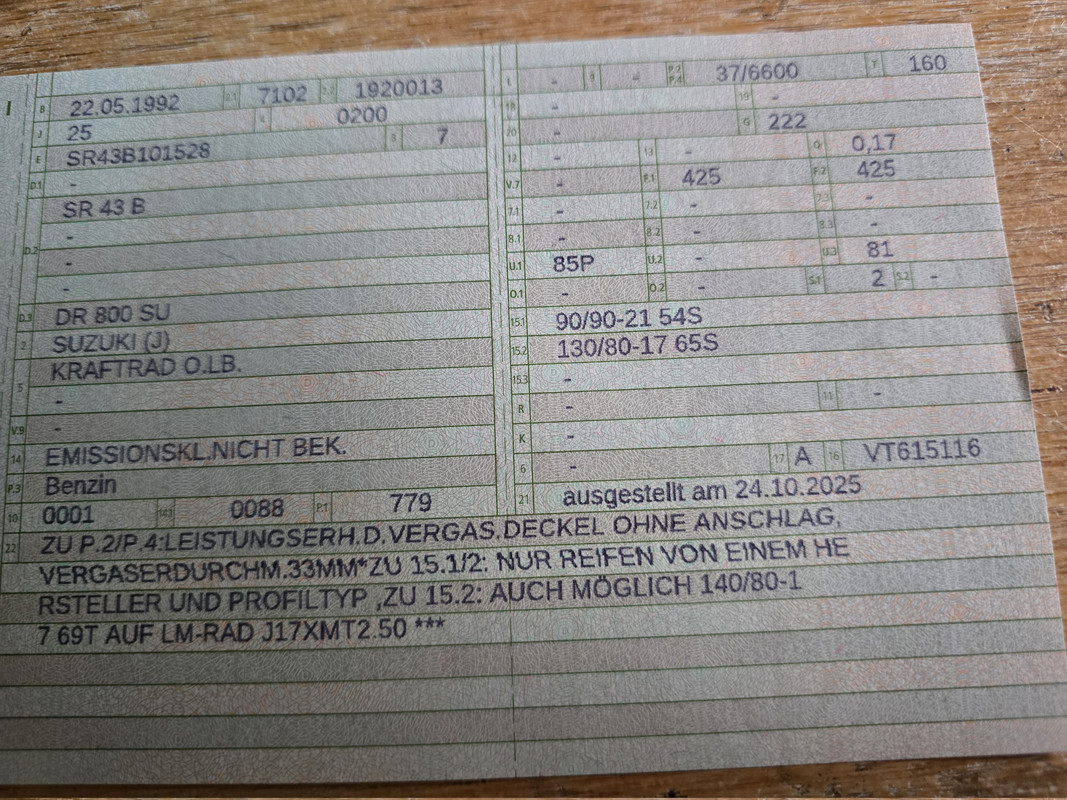 B 22.05.1992 2.1 7102 2.2 1920013
J 25 4 0200
E SR43B101528 3 7
D.1 -
SR 43 B
D.2 -
-
-
D.3 DR 800 SU
2 SUZUKI (J)
5 KRAFTRAD O.LB.
-
V.9 -
14 EMISSIONSKL.NICHT BEK.
P.3 Benzin
10 0001 14.1 0088 P.1 779
L - 9 - P.2 P.4 37/6600 T 160
18 - 19 -
20 - G 222
12 - 13 - Q 0,17
V.7 - F.1 425 F.2 425
7.1 - 7.2 - 7.3 -
8.1 - 8.2 - 8.3 -
U.1 85P U.2 - U.3 81
O.1 - O.2 - S.1 2 S.2 -
15.1 90/90-21 54S
15.2 130/80-17 65S
15.3 -
R - 11 -
K -
6 - 17 A 16 VT615116
21 ausgestellt am 24.10.2025
22 ZU P.2/P.4:LEISTUNGSERH.D.VERGAS.DECKEL OHNE ANSCHLAG,
VERGASERDURCHM.33MM*ZU 15.1/2: NUR REIFEN VON EINEM HE
RSTELLER UND PROFILTYP ,ZU 15.2: AUCH MÖGLICH 140/80-1
7 69T AUF LM-RAD J17XMT2.50 ***